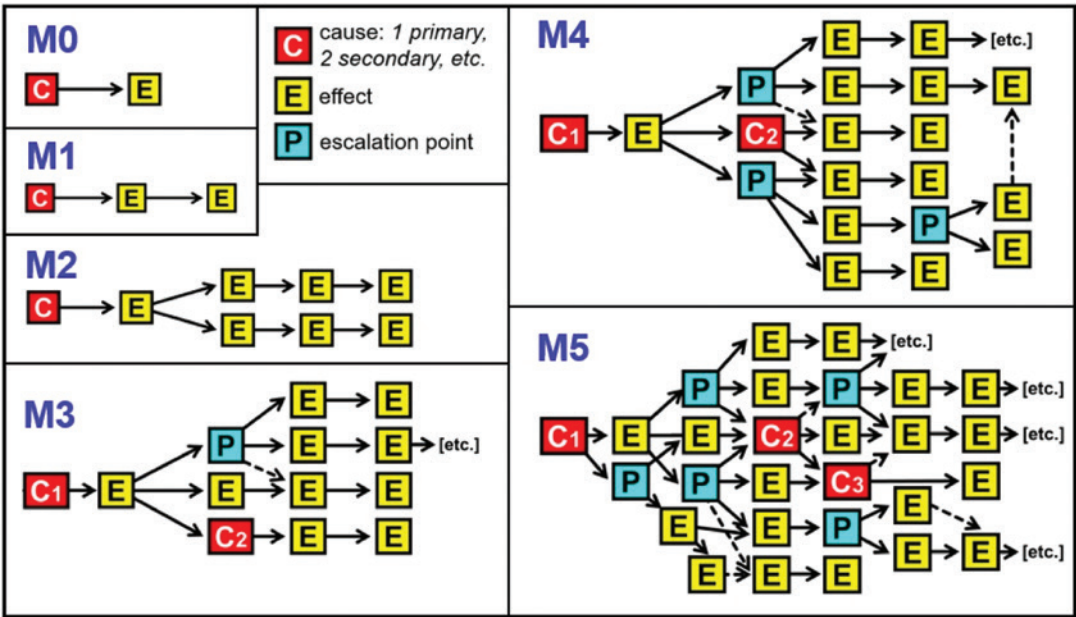 M0
C E
C cause: 1 primary,
2 secondary, etc.
E effect
P escalation point
M1
C E E
M2
E E E
C E
E E E
M3
E E
P E E [etc.]
C1 E E E E
C2 E E
M4
E E [etc.]
P E E E
C1 E C2 E E
P E E
E P E
E E E
M5
E E [etc.]
P E P E E [etc.]
C1 E E C2 E E E [etc.]
P P E C3 E
E E P E
E E [etc.]
E E E